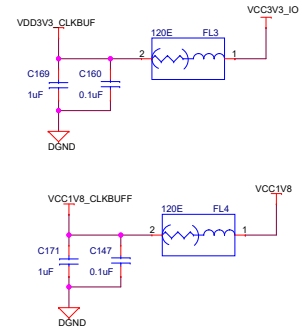 VCC3V3_IO
VDD3V3_CLKBUF
120E FL3
2 1
C169 C160
1uF 0.1uF
DGND
VCC1V8
VCC1V8_CLKBUFF
120E FL4
2 1
C171 C147
1uF 0.1uF
DGND